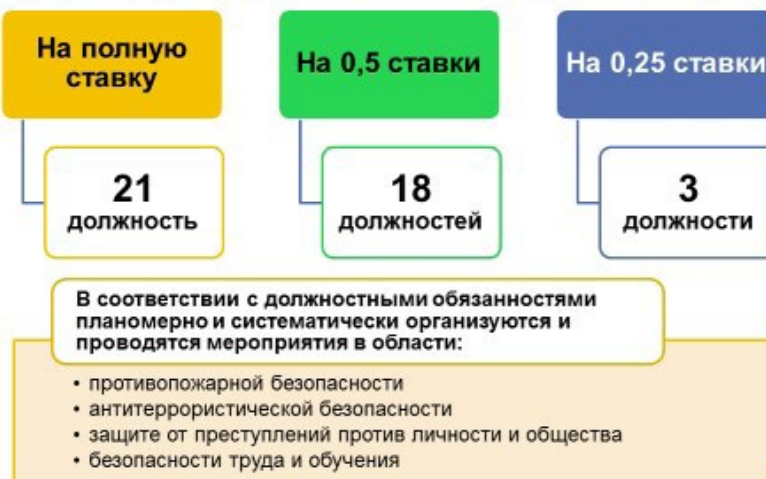 На полную
ставку
На 0,5 ставки
На 0,25 ставки
21
должность
18
должностей
3
должности
В соответствии с должностными обязанностями
планомерно и систематически организуются и
проводятся мероприятия в области:
• противопожарной безопасности
• антитеррористической безопасности
• защите от преступлений против личности и общества
• безопасности труда и обучения